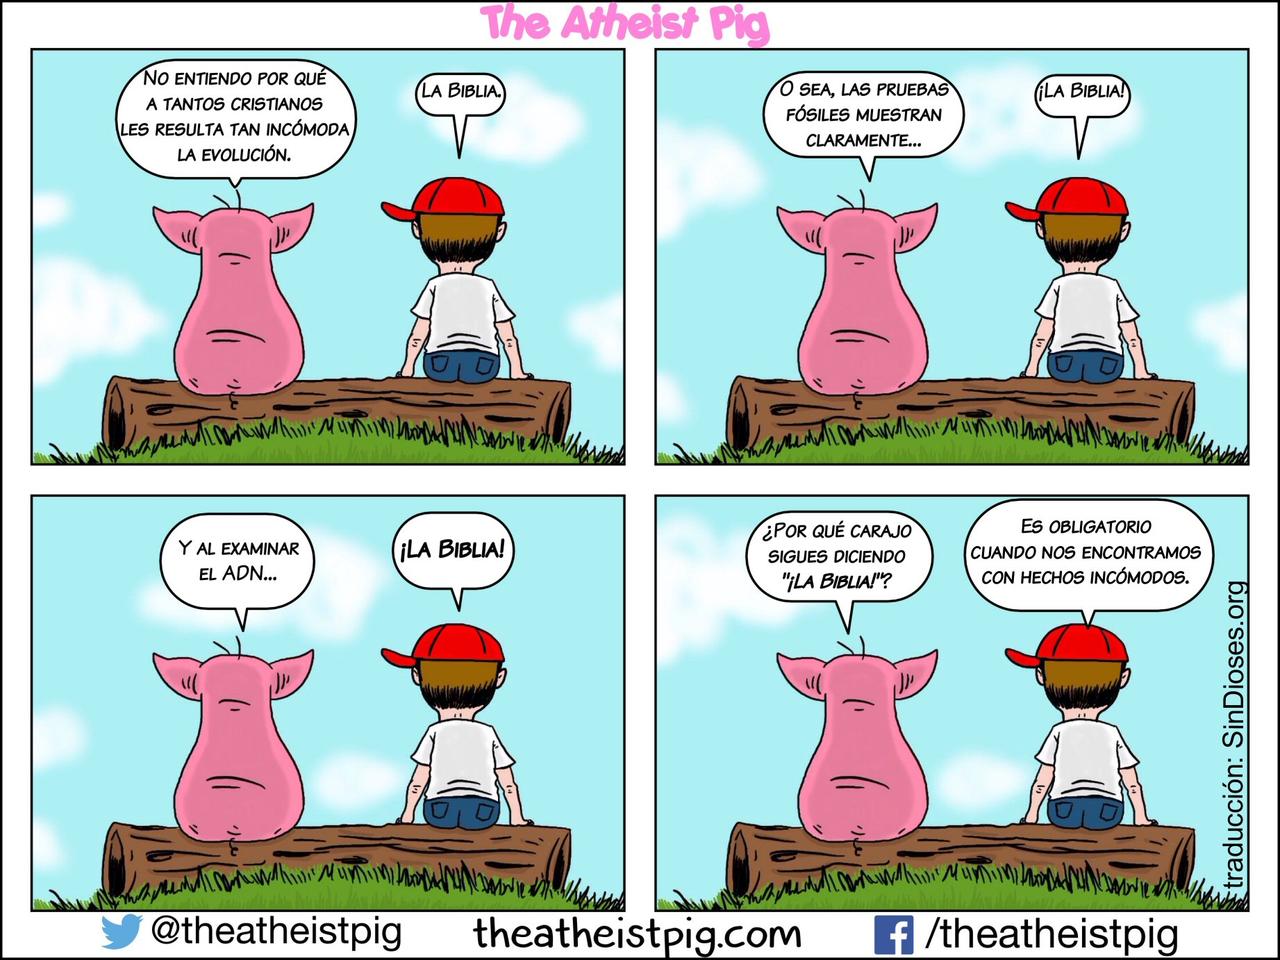 The Atheist Pig
No entiendo por qué
a tantos cristianos
les resulta tan incómoda
la evolución.
La Biblia.
O sea, las pruebas
fósiles muestran
claramente...
¡La Biblia!
Y al examinar
el ADN...
¡La Biblia!
¿Por qué carajo
sigues diciendo
"¡La Biblia!"?
Es obligatorio
cuando nos encontramos
con hechos incómodos.
traducción: SinDioses.org
@theatheistpig
theatheistpig.com
/theatheistpig